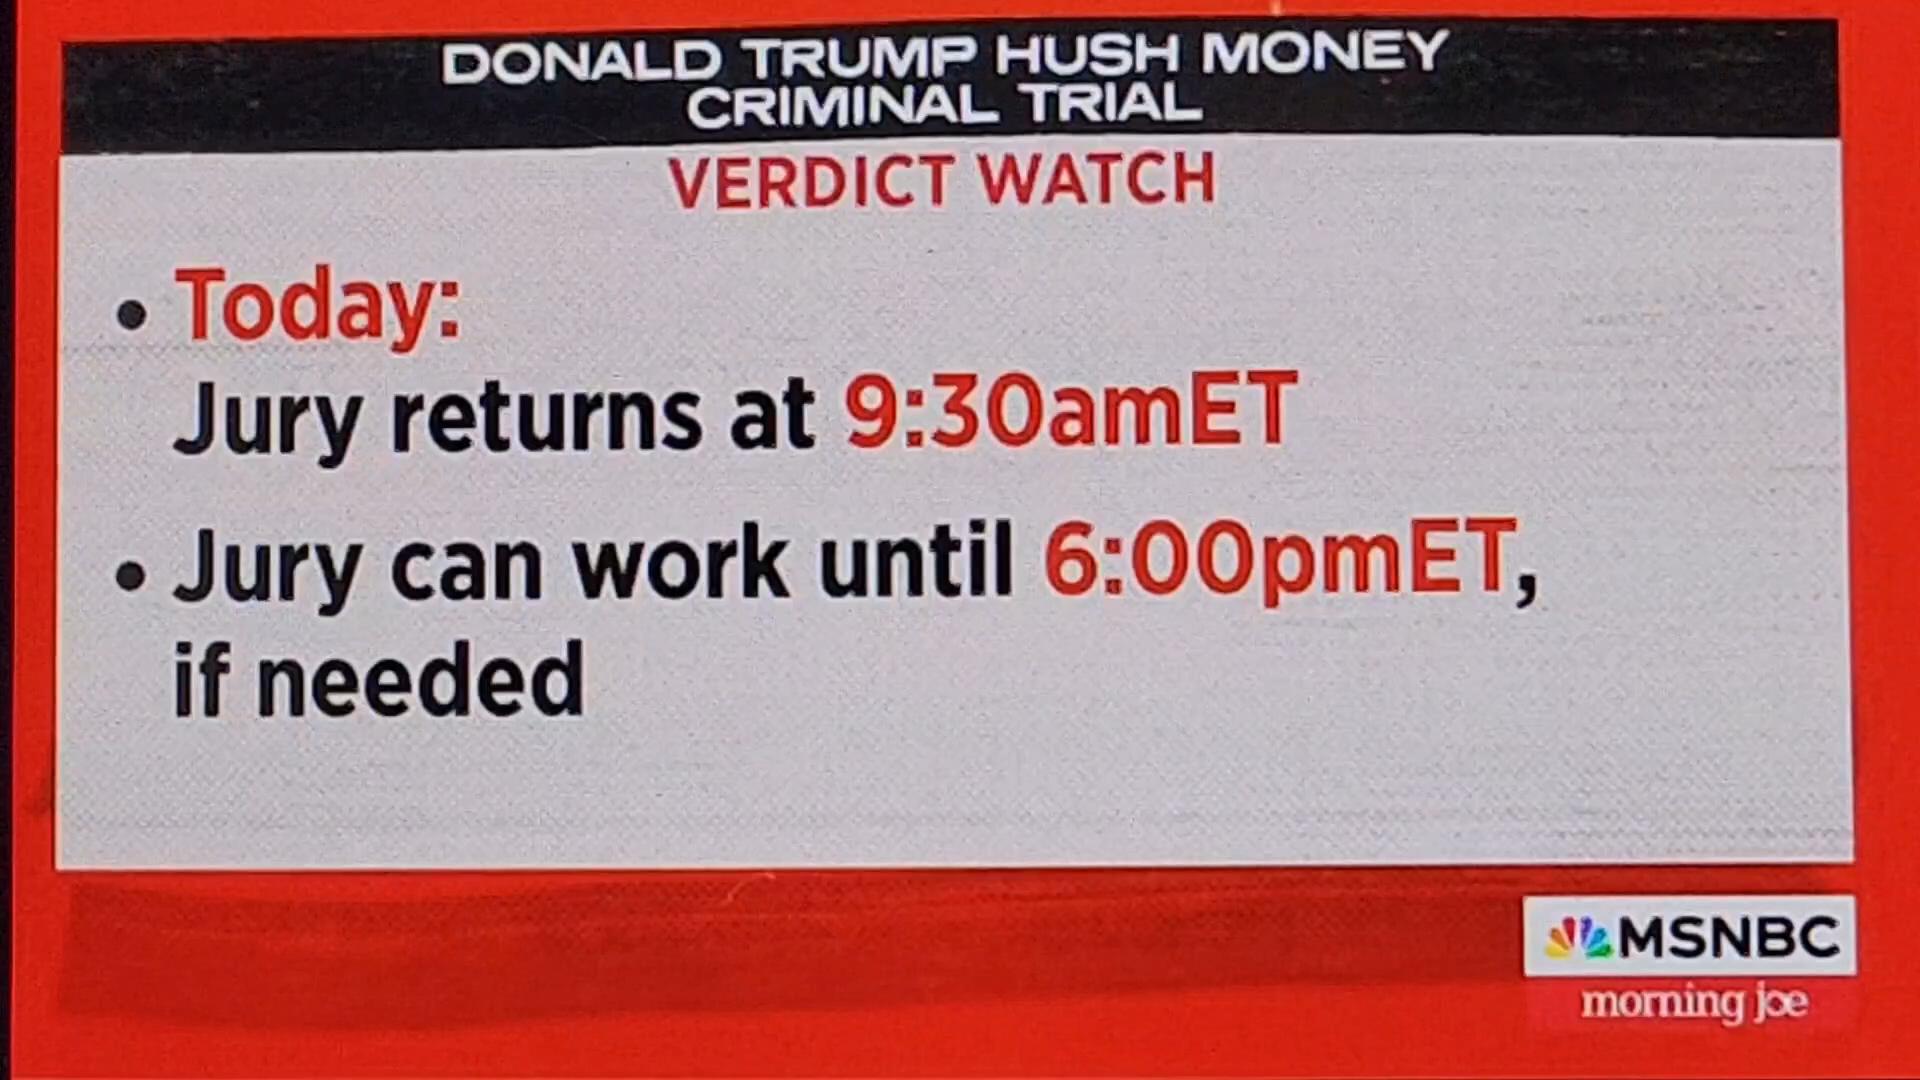 DONALD TRUMP HUSH MONEY
CRIMINAL TRIAL
VERDICT WATCH
• Today:
Jury returns at 9:30amET
• Jury can work until 6:00pmET,
if needed
MSNBC
morning joe